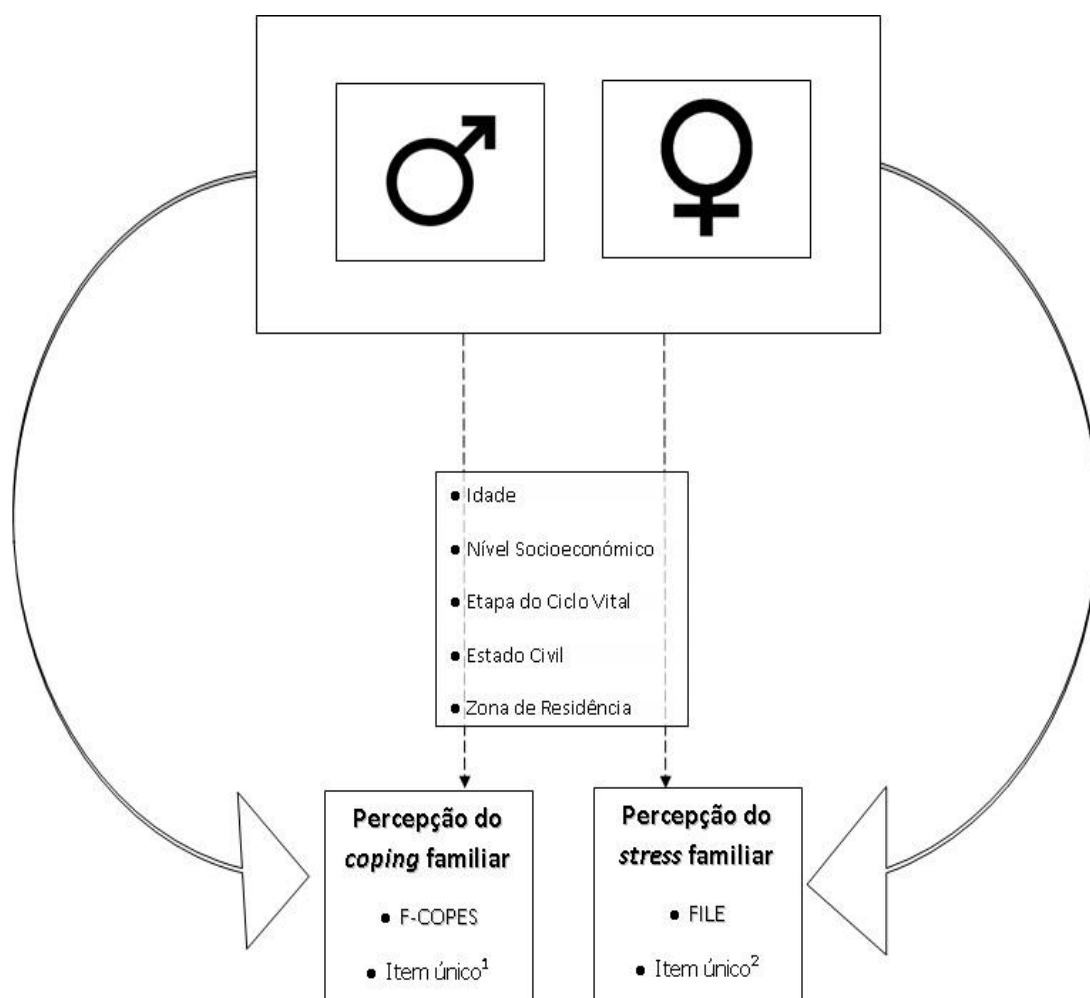 • Idade
• Nível Socioeconómico
• Etapa do Ciclo Vital
• Estado Civil
• Zona de Residência
Percepção do
coping familiar
• F-COPES
• Item único¹
Percepção do
stress familiar
• FILE
• Item único²